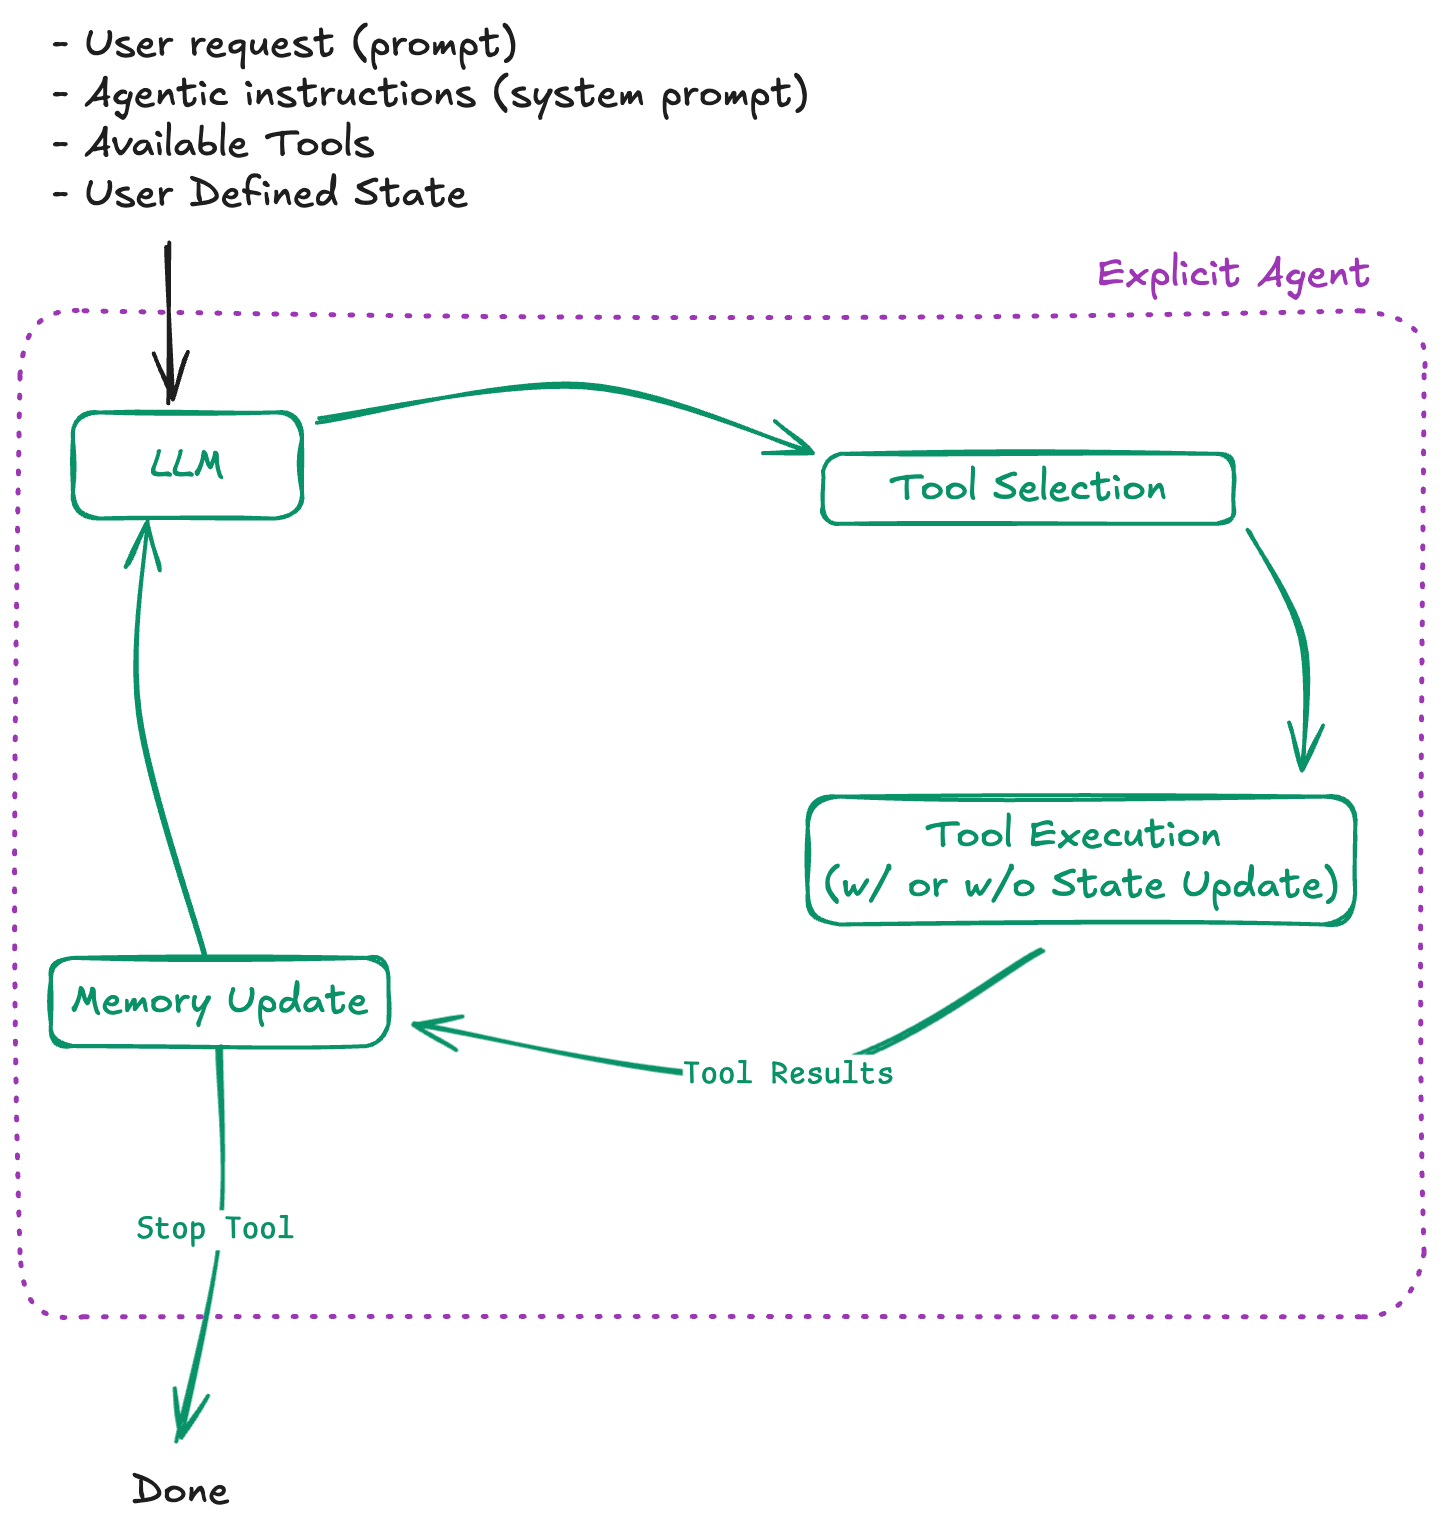 - User request (prompt)
- Agentic instructions (system prompt)
- Available Tools
- User Defined State
Explicit Agent
LLM
Tool Selection
Tool Execution
(w/ or w/o State Update)
Memory Update
Tool Results
Stop Tool
Done